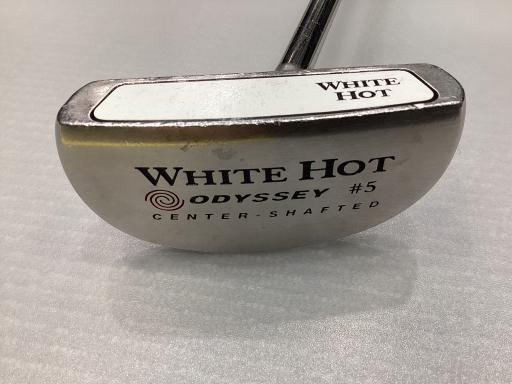 WHITE
HOT
WHITE HOT
ODYSSEY #5
CENTER-SHAFTED